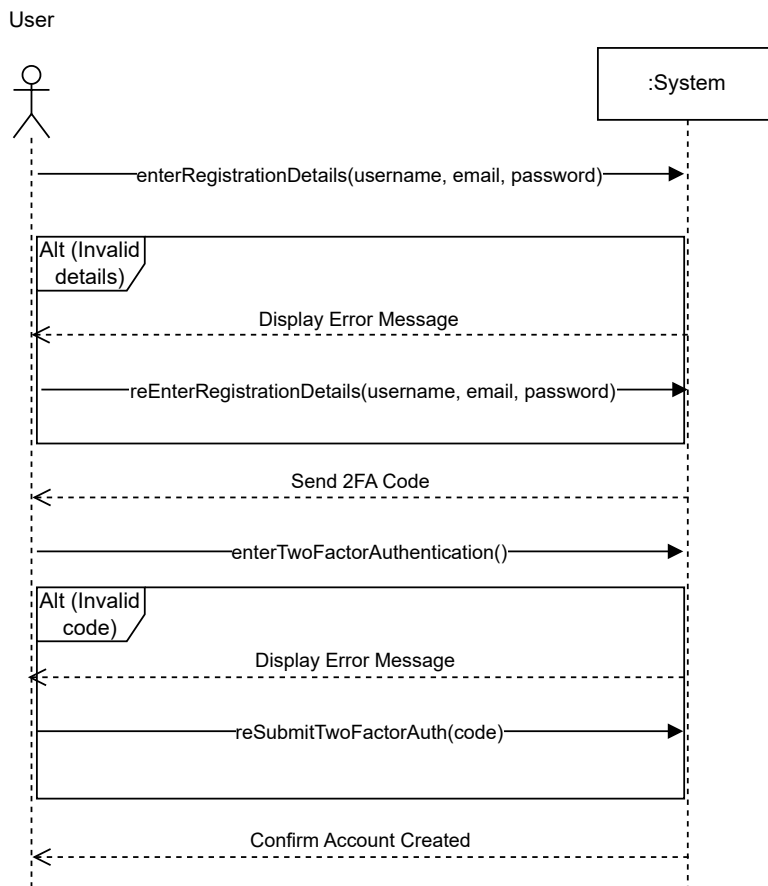 User
:System
enterRegistrationDetails(username, email, password)
Alt (Invalid
details)
Display Error Message
reEnterRegistrationDetails(username, email, password)
Send 2FA Code
enterTwoFactorAuthentication()
Alt (Invalid
code)
Display Error Message
reSubmitTwoFactorAuth(code)
Confirm Account Created